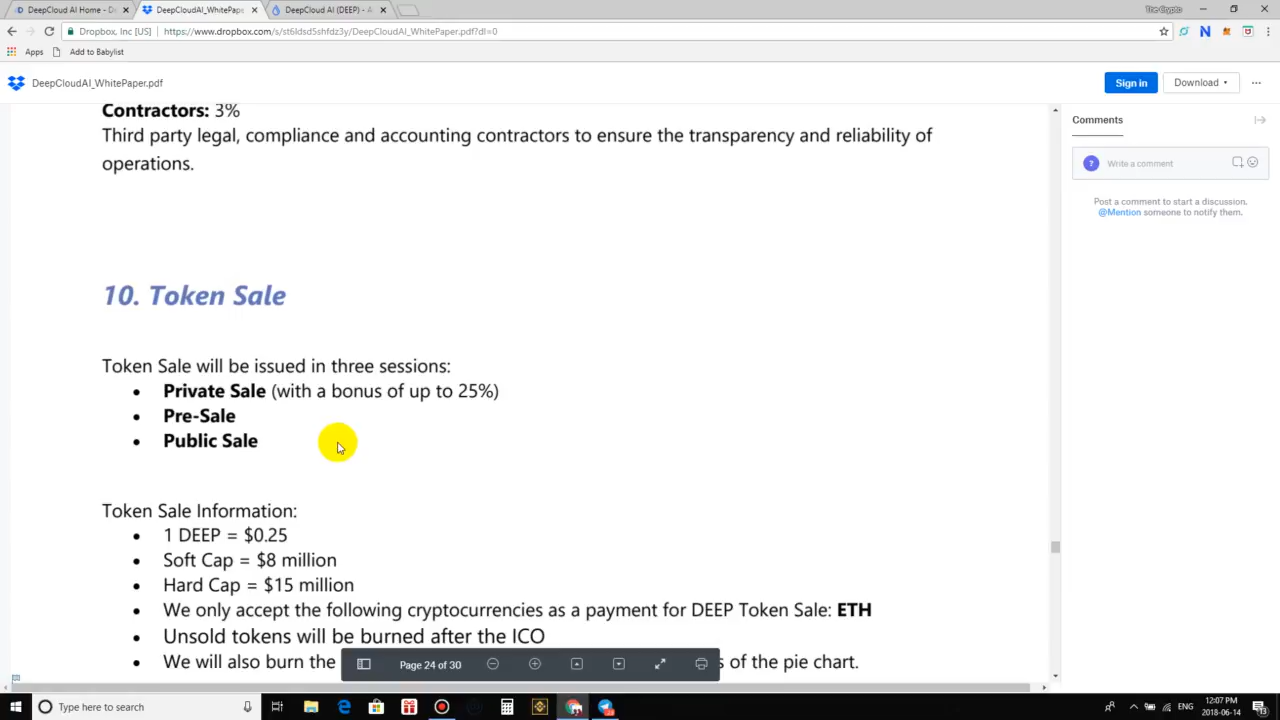 DeepCloud AI Home - De
DeepCloudAI_WhitePape
DeepCloud AI (DEEP) - A
The Crypto
Dropbox, Inc [US]
https://www.dropbox.com/s/st6ldsd5shfdz3y/DeepCloudAI_WhitePaper.pdf?dl=0
Apps
Add to Babylist
DeepCloudAI_WhitePaper.pdf
Sign in
Download
Contractors: 3%
Third party legal, compliance and accounting contractors to ensure the transparency and reliability of
operations.
10. Token Sale
Token Sale will be issued in three sessions:
• Private Sale (with a bonus of up to 25%)
• Pre-Sale
• Public Sale
Token Sale Information:
• 1 DEEP = $0.25
• Soft Cap = $8 million
• Hard Cap = $15 million
• We only accept the following cryptocurrencies as a payment for DEEP Token Sale: ETH
• Unsold tokens will be burned after the ICO
• We will also burn the
s of the pie chart.
Page 24 of 30
Comments
Write a comment
Post a comment to start a discussion.
@Mention someone to notify them.
Type here to search
12:07 PM
2018-06-14
13